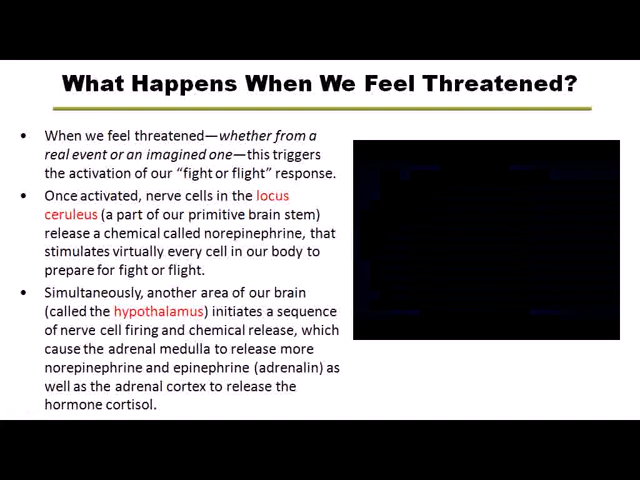 What Happens When We Feel Threatened?
• When we feel threatened—whether from a
real event or an imagined one—this triggers
the activation of our “fight or flight” response.
• Once activated, nerve cells in the locus
ceruleus (a part of our primitive brain stem)
release a chemical called norepinephrine, that
stimulates virtually every cell in our body to
prepare for fight or flight.
• Simultaneously, another area of our brain
(called the hypothalamus) initiates a sequence
of nerve cell firing and chemical release, which
cause the adrenal medulla to release more
norepinephrine and epinephrine (adrenalin) as
well as the adrenal cortex to release the
hormone cortisol.